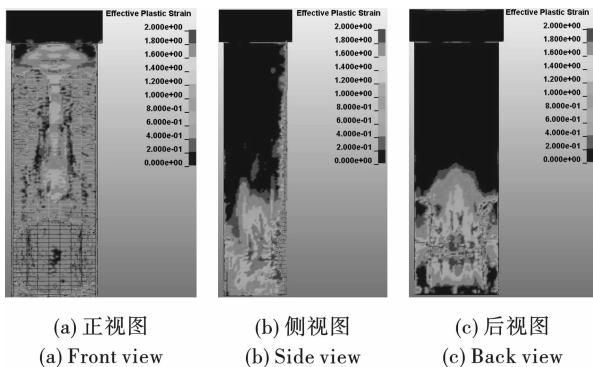 Effective Plastic Strain
2.000e+00
1.800e+00
1.600e+00
1.400e+00
1.200e+00
1.000e+00
8.000e-01
6.000e-01
4.000e-01
2.000e-01
0.000e+00
Effective Plastic Strain
2.000e+00
1.800e+00
1.600e+00
1.400e+00
1.200e+00
1.000e+00
8.000e-01
6.000e-01
4.000e-01
2.000e-01
0.000e+00
Effective Plastic Strain
2.000e+00
1.800e+00
1.600e+00
1.400e+00
1.200e+00
1.000e+00
8.000e-01
6.000e-01
4.000e-01
2.000e-01
0.000e+00
(a) 正视图
(a) Front view
(b) 侧视图
(b) Side view
(c) 后视图
(c) Back view